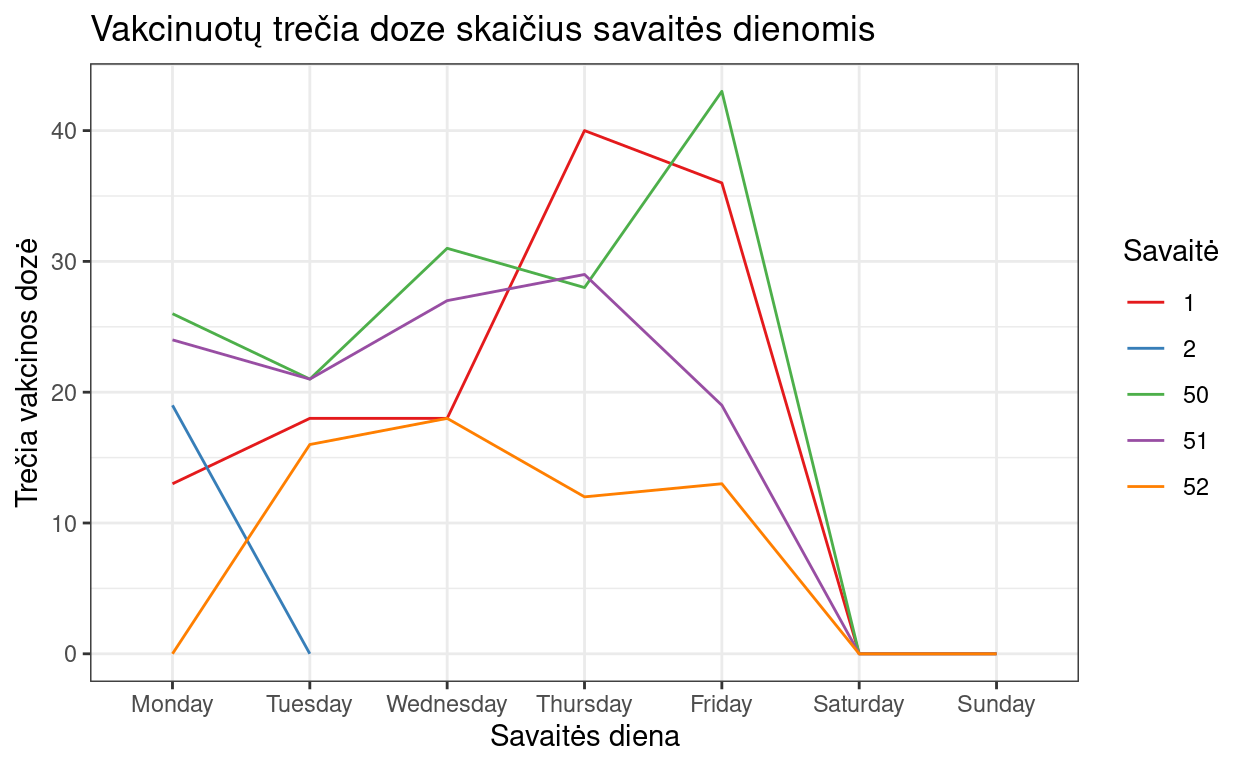 Vakcinuotų trečia doze skaičius savaitės dienomis
Trečia vakcinos dozė
40
30
20
10
0
Monday Tuesday Wednesday Thursday Friday Saturday Sunday
Savaitės diena
Savaitė
1
2
50
51
52